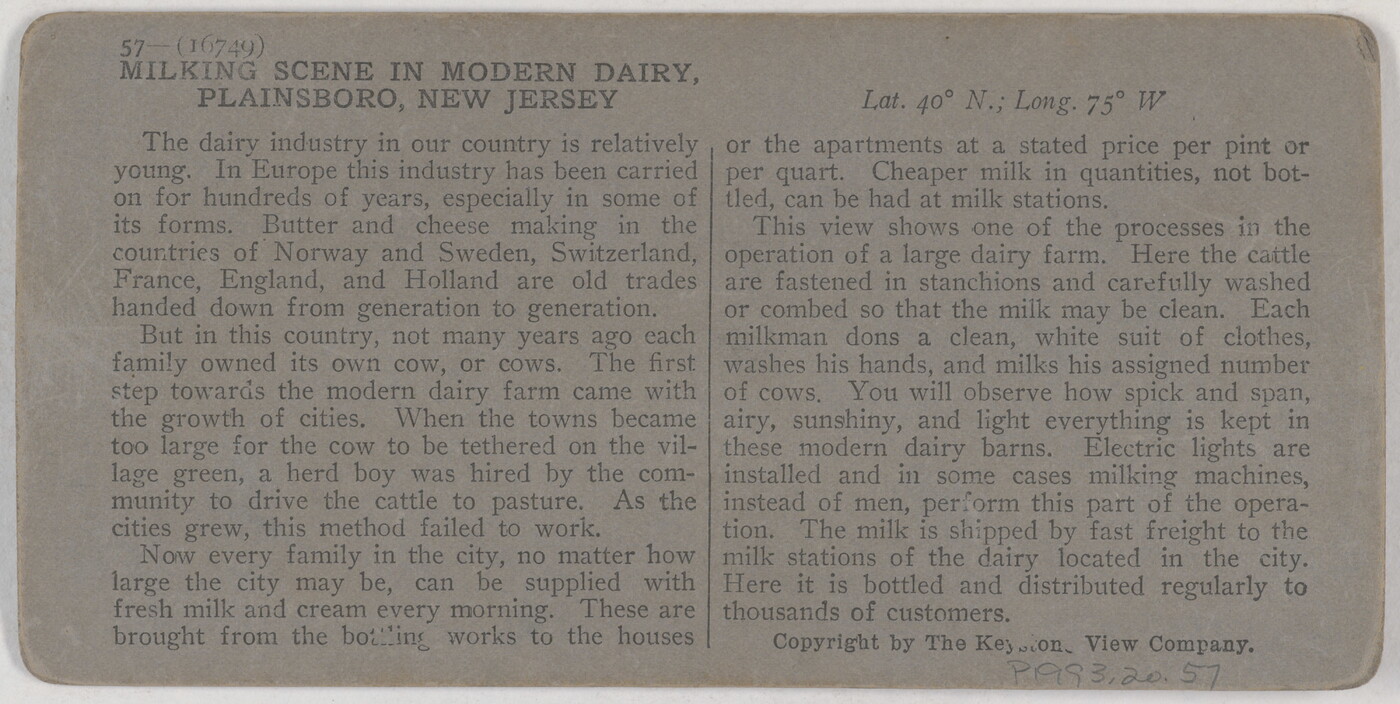 57—(16749)
MILKING SCENE IN MODERN DAIRY,
PLAINSBORO, NEW JERSEY
Lat. 40° N.; Long. 75° W
The dairy industry in our country is relatively
young. In Europe this industry has been carried
on for hundreds of years, especially in some of
its forms. Butter and cheese making in the
countries of Norway and Sweden, Switzerland,
France, England, and Holland are old trades
handed down from generation to generation.
But in this country, not many years ago each
family owned its own cow, or cows. The first
step towards the modern dairy farm came with
the growth of cities. When the towns became
too large for the cow to be tethered on the vil-
lage green, a herd boy was hired by the com-
munity to drive the cattle to pasture. As the
cities grew, this method failed to work.
Now every family in the city, no matter how
large the city may be, can be supplied with
fresh milk and cream every morning. These are
brought from the bottling works to the houses
or the apartments at a stated price per pint or
per quart. Cheaper milk in quantities, not bot-
tled, can be had at milk stations.
This view shows one of the processes in the
operation of a large dairy farm. Here the cattle
are fastened in stanchions and carefully washed
or combed so that the milk may be clean. Each
milkman dons a clean, white suit of clothes,
washes his hands, and milks his assigned number
of cows. You will observe how spick and span,
airy, sunshiny, and light everything is kept in
these modern dairy barns. Electric lights are
installed and in some cases milking machines,
instead of men, perform this part of the opera-
tion. The milk is shipped by fast freight to the
milk stations of the dairy located in the city.
Here it is bottled and distributed regularly to
thousands of customers.
Copyright by The Keystone View Company.
P1993.20.57